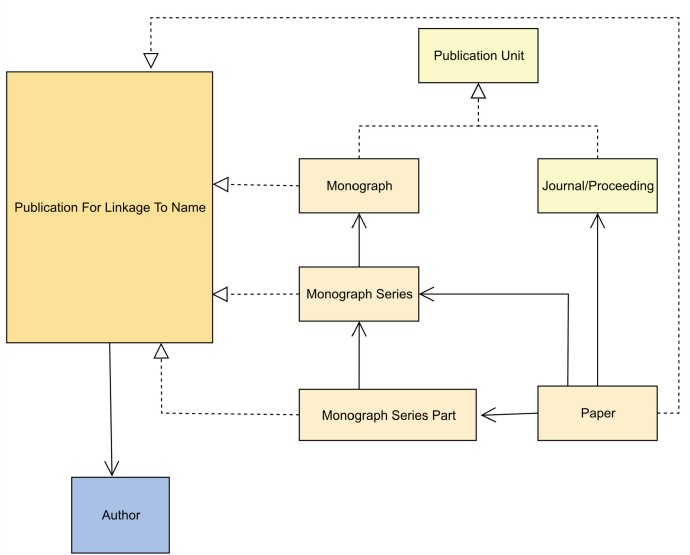 Publication Unit
Monograph
Journal/Proceeding
Publication For Linkage To Name
Monograph Series
Monograph Series Part
Paper
Author